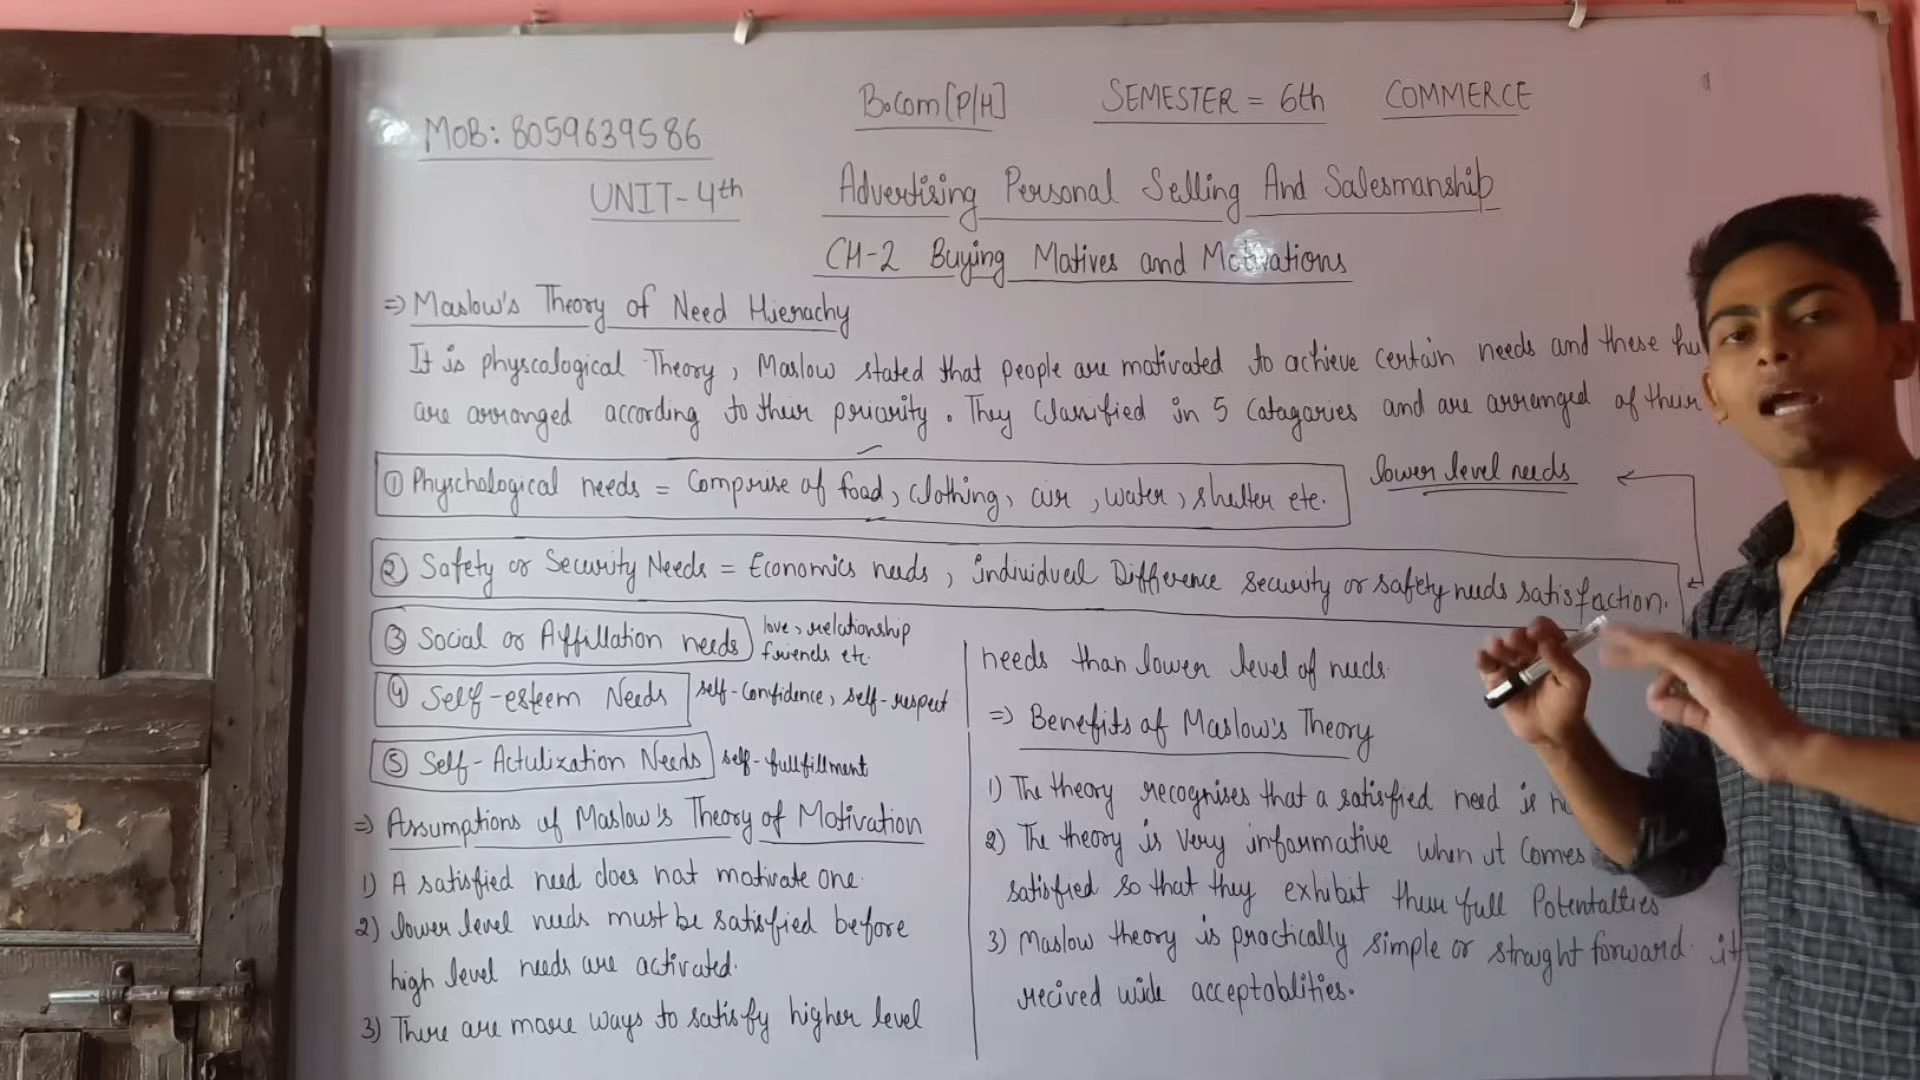 B.Com [P/H] SEMESTER = 6th COMMERCE
MOB: 8059639586
UNIT-4th Advertising Personal Selling And Salesmanship
CH-2 Buying Motives and Motivations
⇒ Maslow's Theory of Need Hierachy
It is physcological Theory, Maslow stated that people are motivated to achieve certain needs and these hu
are arranged according to their priority. They Classified in 5 Catagaries and are arranged of their
① Physchological needs = Comprise of food, clothing, air, water, shelter etc.
lower level needs
② Safety or Security Needs = Economics needs, individual Difference security or safety needs satisfaction.
③ Social or Affillation needs love, relationship
friends etc.
④ Self-esteem Needs self-confidence, self-respect
⑤ Self-Actulization Needs self-fullfillment
⇒ Assumptions of Maslow's Theory of Motivation
1) A satisfied need does not motivate one.
2) lower level needs must be satisfied before
high level needs are activated.
3) There are more ways to satisfy higher level
needs than lower level of needs.
⇒ Benefits of Maslow's Theory
1) The theory recognises that a satisfied need is
2) The theory is very informative when it comes
satisfied so that they exhibit their full Potentalties
3) Maslow theory is practically simple or straght forward. it
recived wide acceptablities.